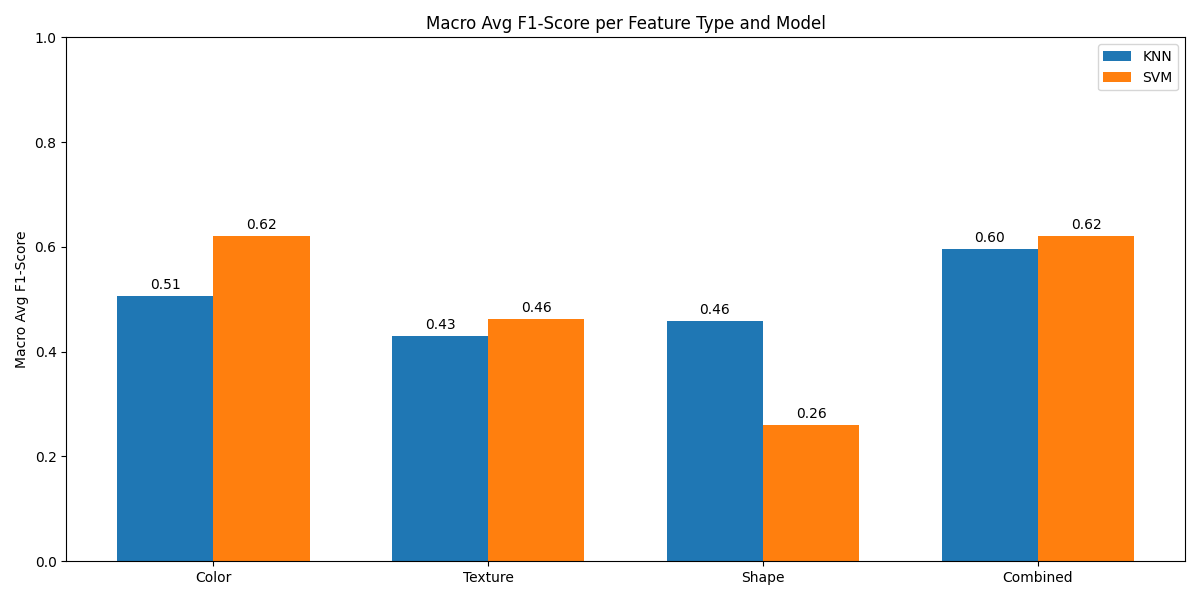 Macro Avg F1-Score per Feature Type and Model
KNN
SVM
Macro Avg F1-Score
1.0
0.8
0.6
0.4
0.2
0.0
0.51
0.62
0.43
0.46
0.46
0.26
0.60
0.62
Color
Texture
Shape
Combined